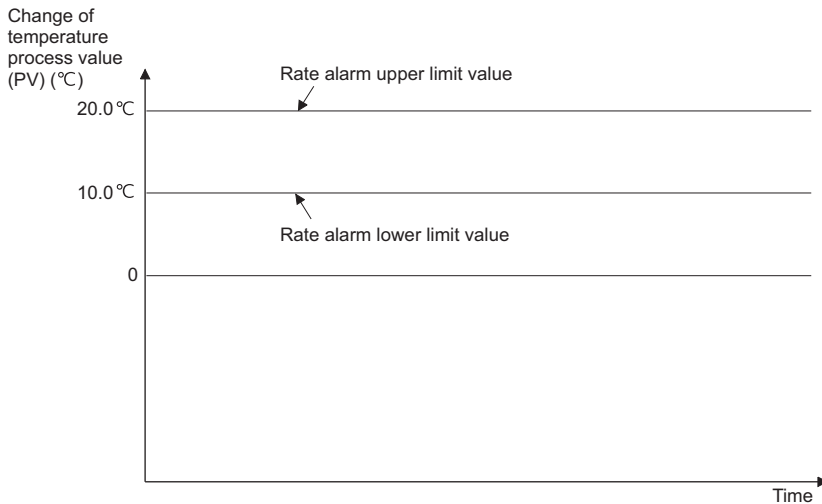 Change of
temperature
process value
(PV) (℃)
Rate alarm upper limit value
20.0℃
10.0℃
Rate alarm lower limit value
0
Time